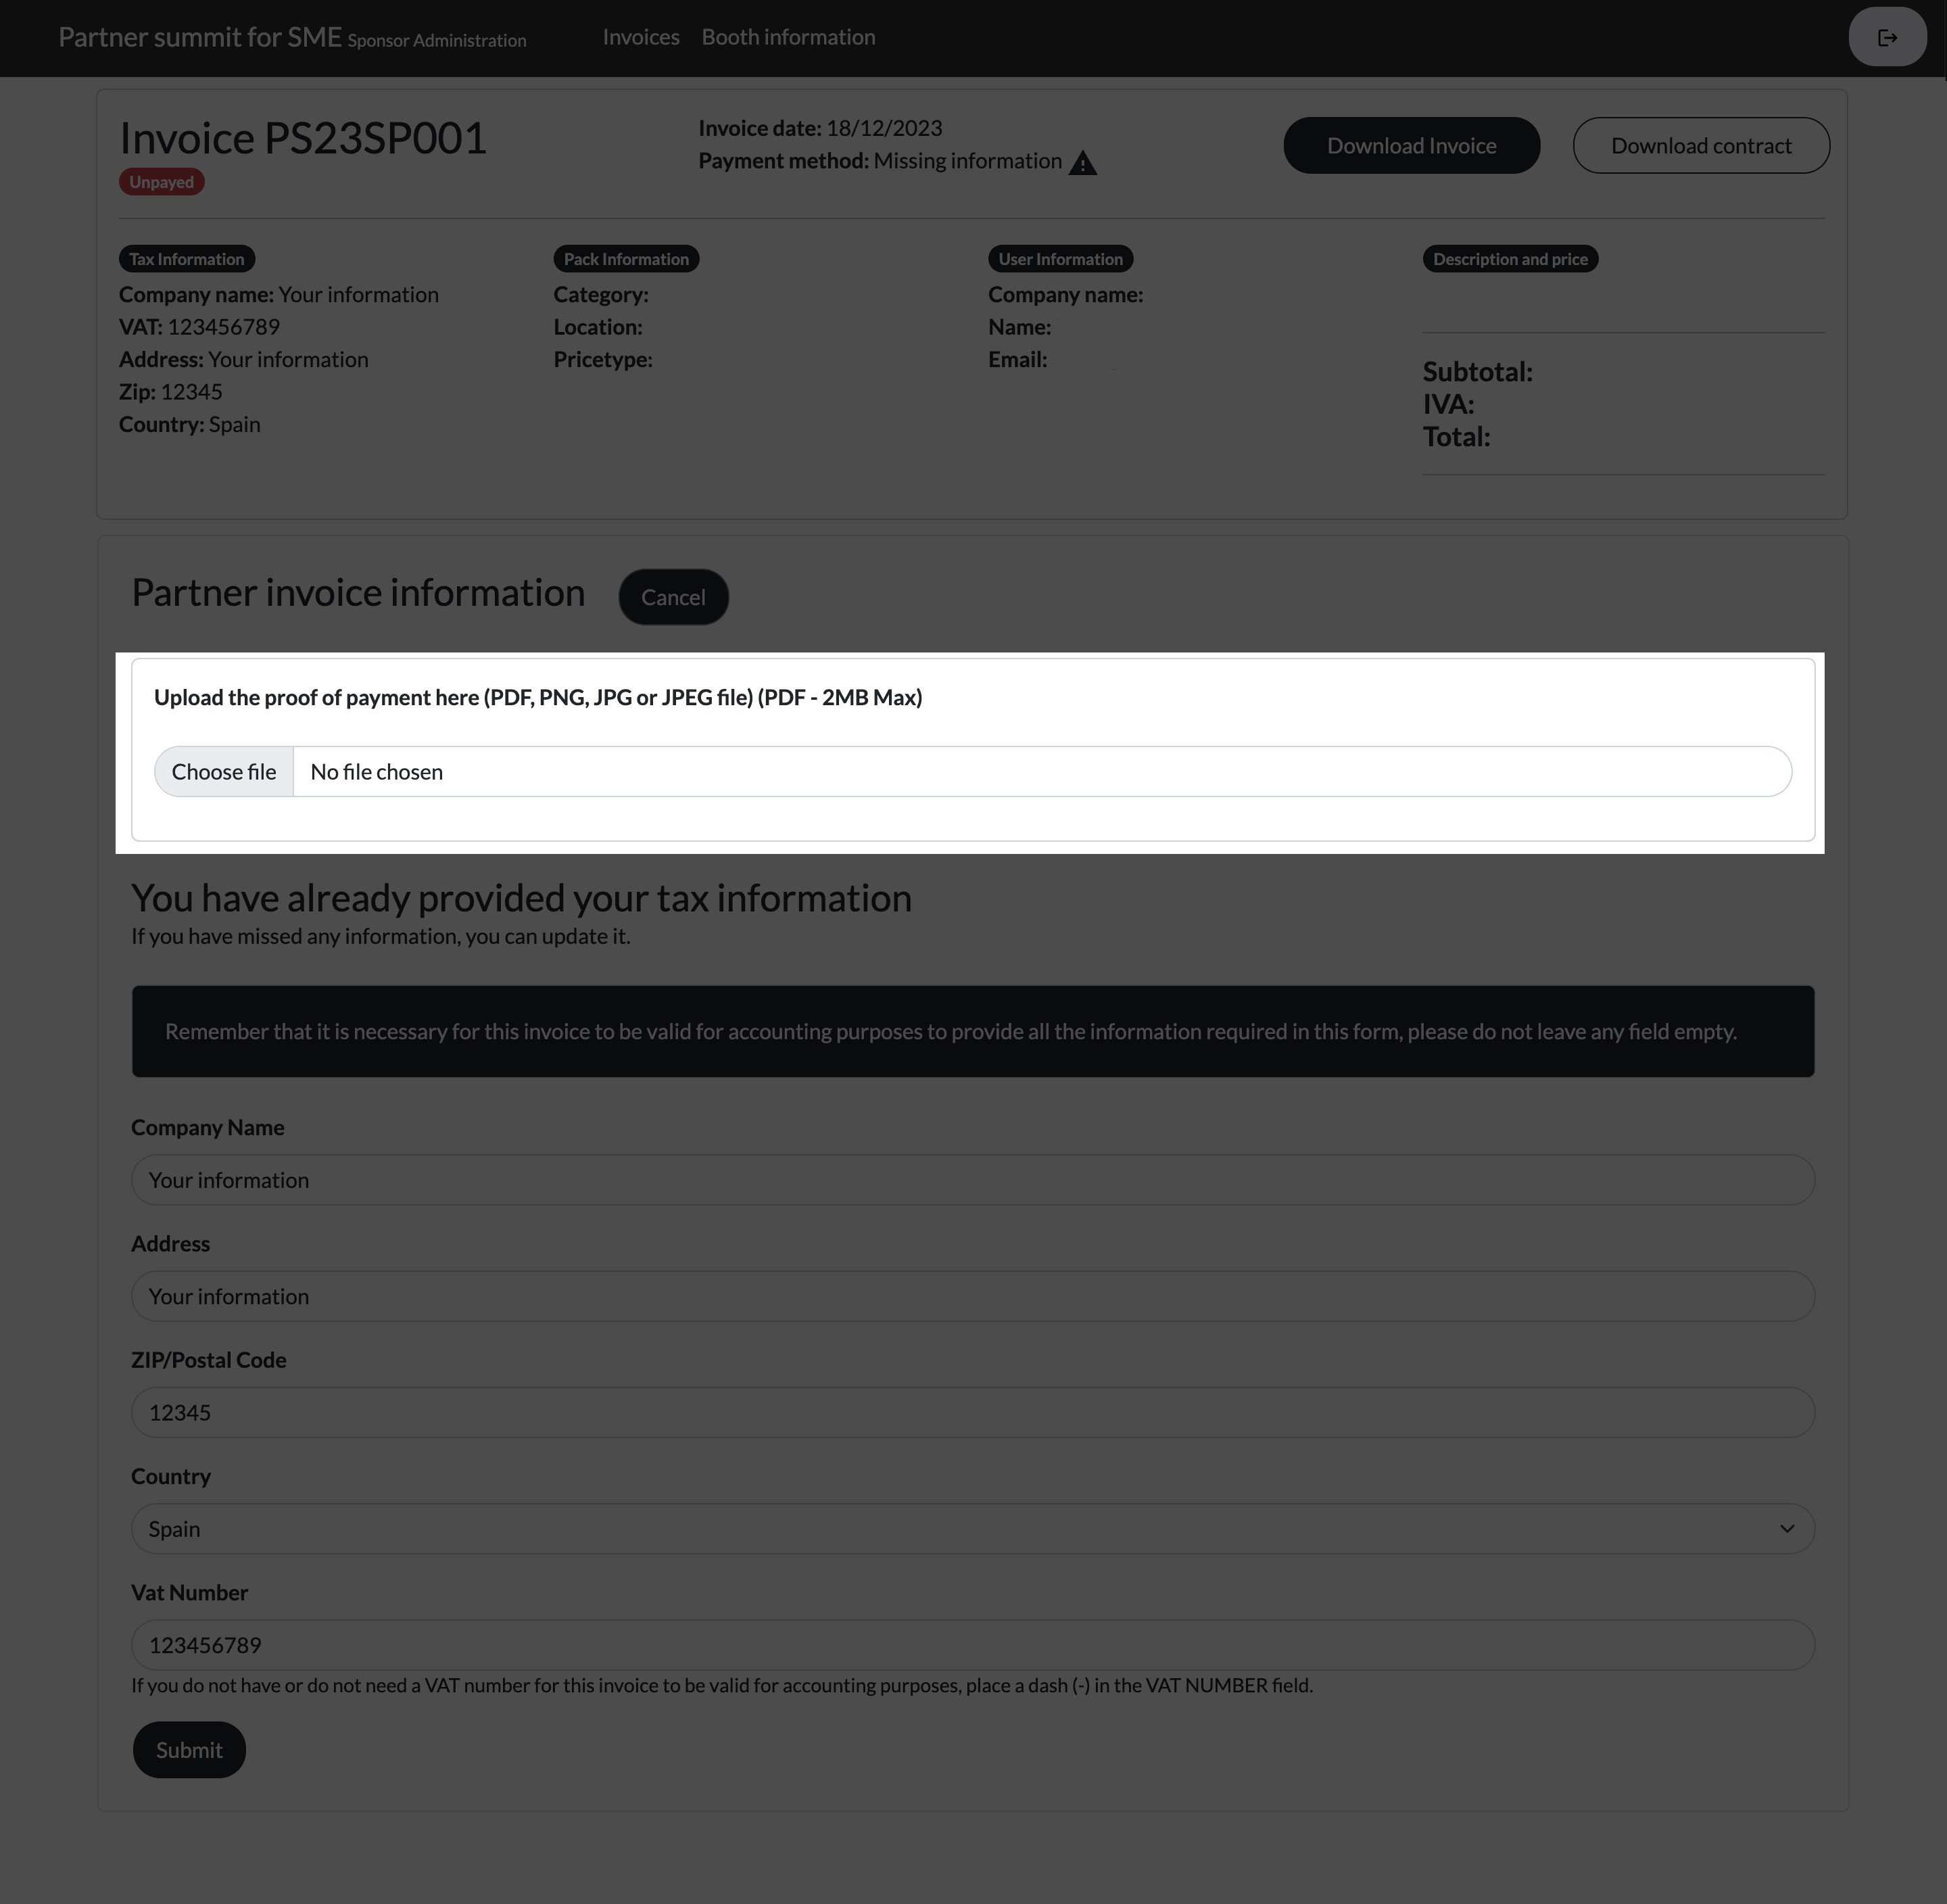 Partner summit for SME Sponsor Administration Invoices Booth information
Invoice PS23SP001
Unpayed
Invoice date: 18/12/2023
Payment method: Missing information
Download Invoice
Download contract
Tax Information
Company name: Your information
VAT: 123456789
Address: Your information
Zip: 12345
Country: Spain
Pack Information
Category:
Location:
Pricetype:
User Information
Company name:
Name:
Email:
Description and price
Subtotal:
IVA:
Total:
Partner invoice information
Cancel
Upload the proof of payment here (PDF, PNG, JPG or JPEG file) (PDF - 2MB Max)
Choose file No file chosen
You have already provided your tax information
If you have missed any information, you can update it.
Remember that it is necessary for this invoice to be valid for accounting purposes to provide all the information required in this form, please do not leave any field empty.
Company Name
Your information
Address
Your information
ZIP/Postal Code
12345
Country
Spain
Vat Number
123456789
If you do not have or do not need a VAT number for this invoice to be valid for accounting purposes, place a dash (-) in the VAT NUMBER field.
Submit